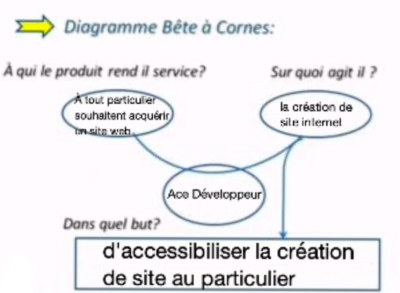 Diagramme Bête à Cornes:
À qui le produit rend il service?
Sur quoi agit il ?
À tout particulier
souhaitent acquérir
un site web.
la création de
site internet
Ace Développeur
Dans quel but?
d'accessibiliser la création
de site au particulier